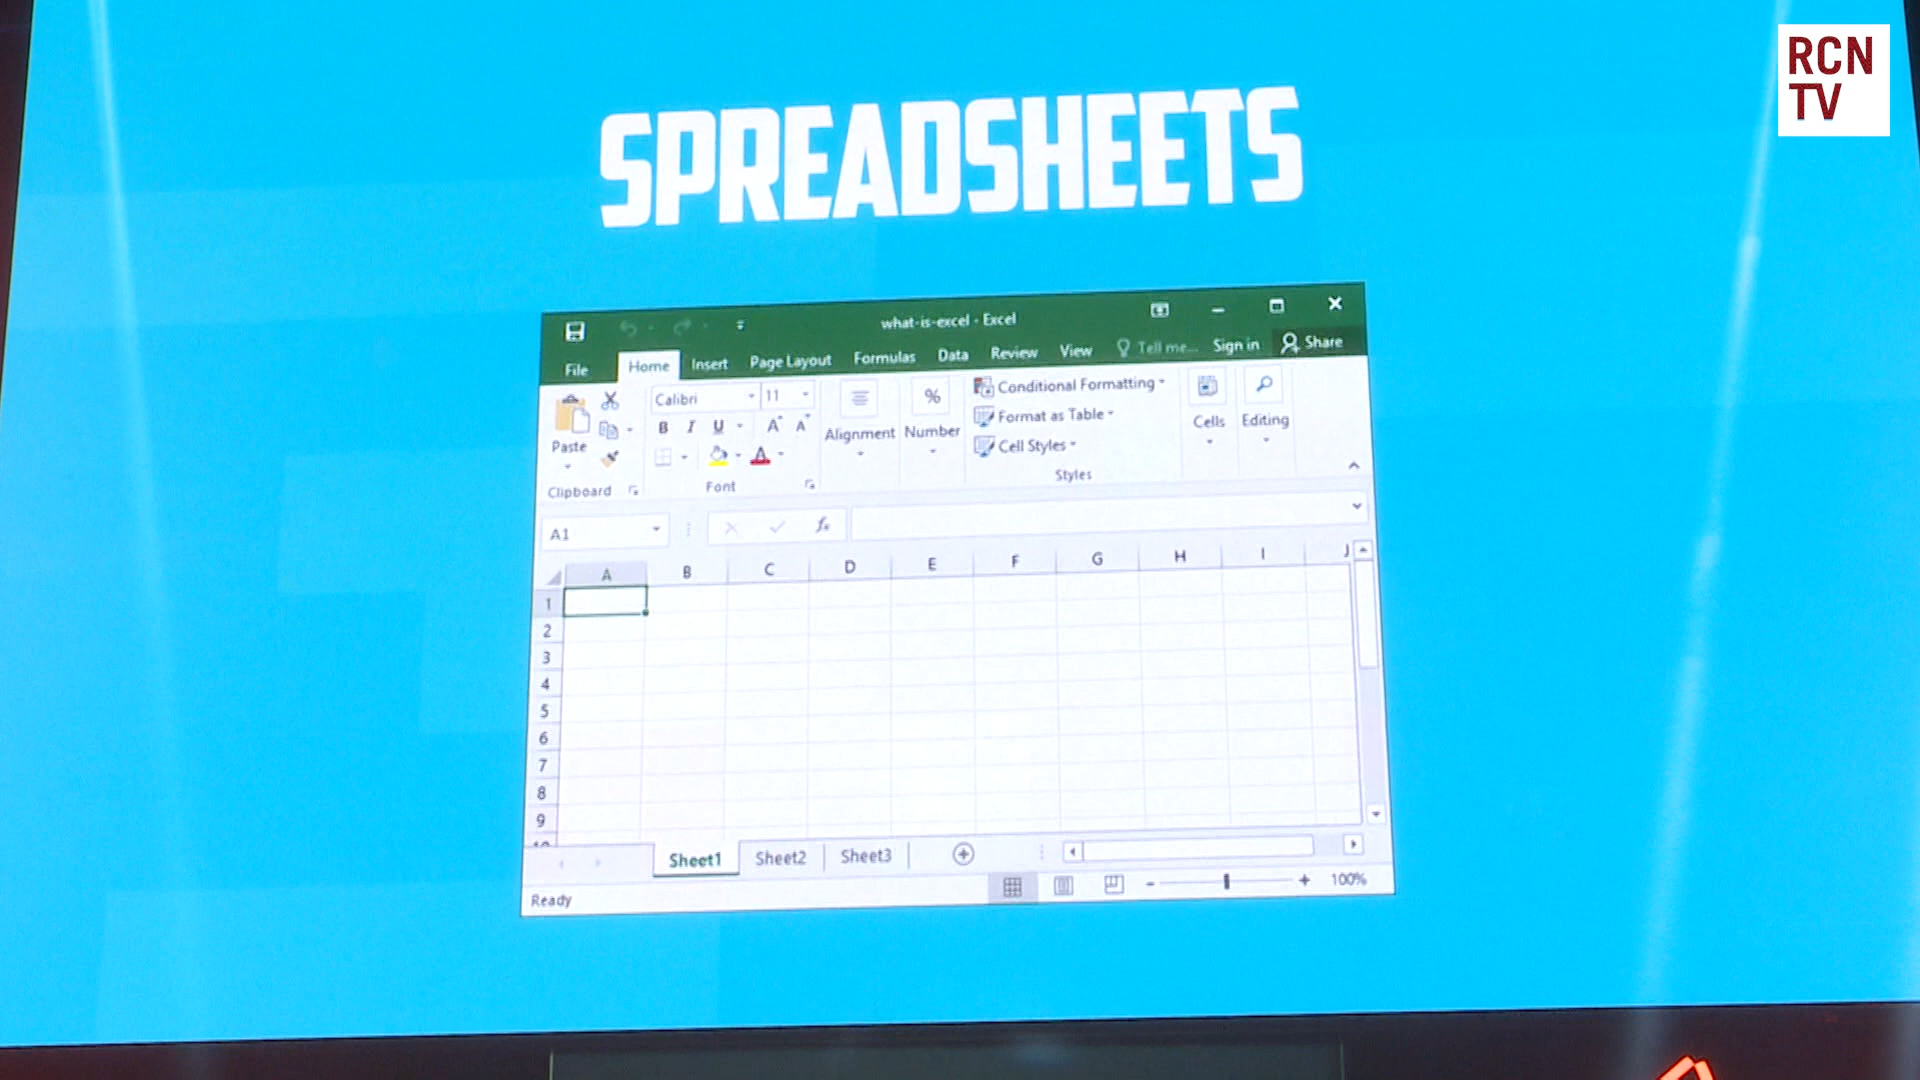 RCN
TV
SPREADSHEETS
what-is-excel - Excel
File Home Insert Page Layout Formulas Data Review View Tell me... Sign in Share
Paste
Clipboard
Calibri 11
B I U A A
A
Font
Alignment
%
Number
Conditional Formatting
Format as Table
Cell Styles
Styles
Cells
Editing
A1 fx
A B C D E F G H I J
1
2
3
4
5
6
7
8
9
Sheet1 Sheet2 Sheet3
Ready 100%